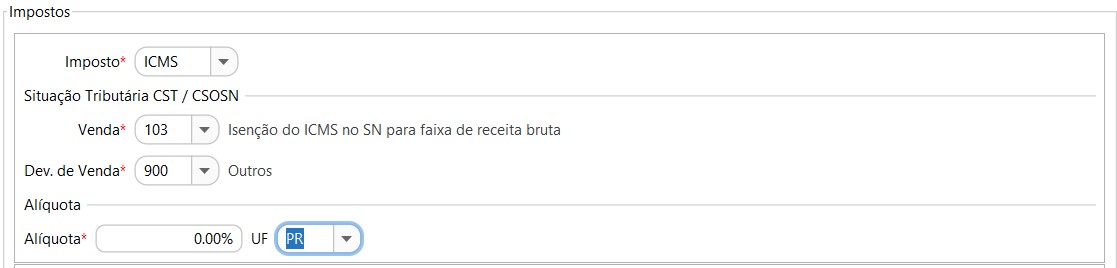 Impostos
Imposto* ICMS
Situação Tributária CST / CSOSN
Venda* 103 Isenção do ICMS no SN para faixa de receita bruta
Dev. de Venda* 900 Outros
Alíquota
Alíquota* 0.00% UF PR